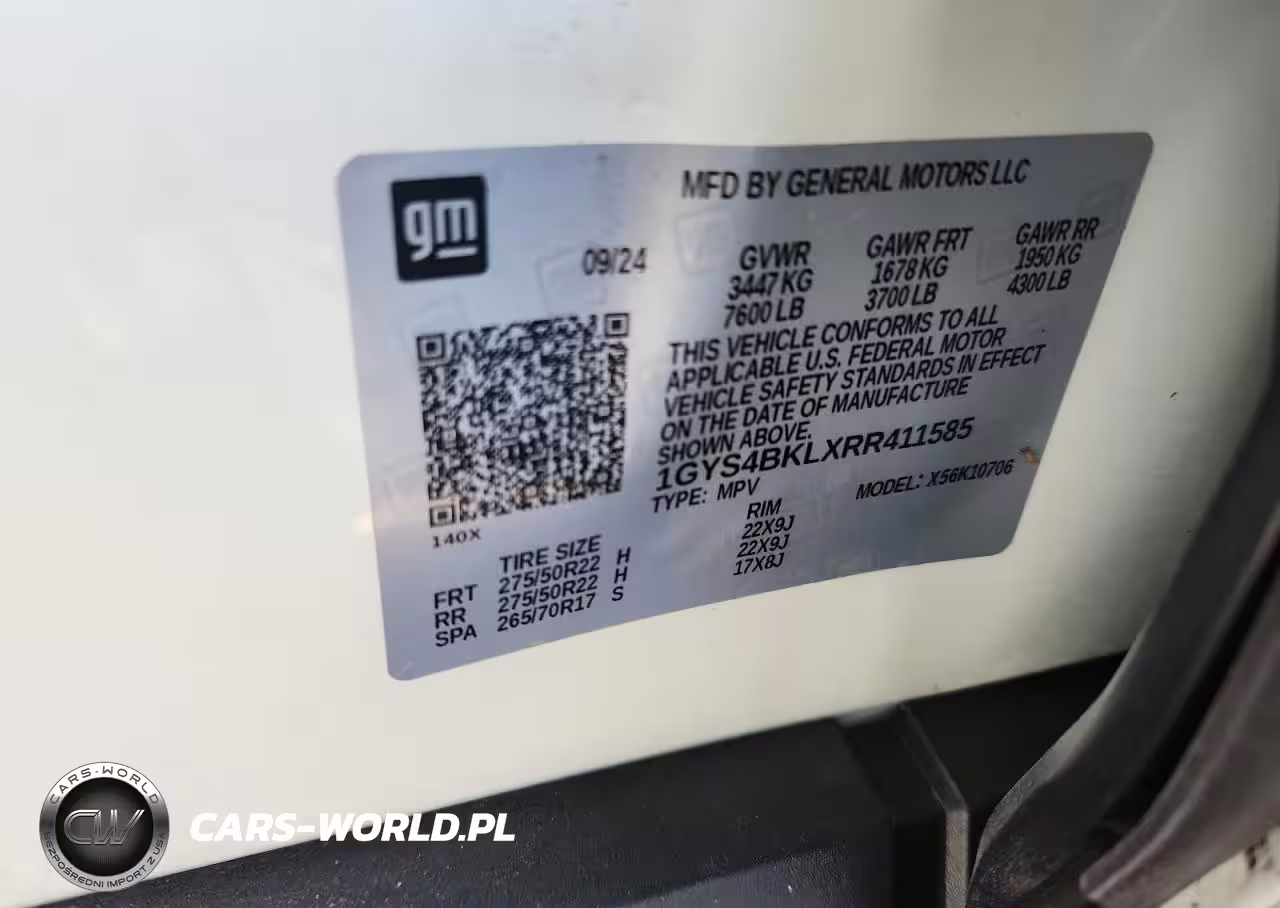 gm
MFD BY GENERAL MOTORS LLC
09/24
GVWR GAWR FRT GAWR RR
3447 KG 1678 KG 1950 KG
7600 LB 3700 LB 4300 LB
THIS VEHICLE CONFORMS TO ALL
APPLICABLE U.S. FEDERAL MOTOR
VEHICLE SAFETY STANDARDS IN EFFECT
ON THE DATE OF MANUFACTURE
SHOWN ABOVE.
1GYS4BKLXRR411585
TYPE: MPV MODEL: X56K10706
140X
TIRE SIZE RIM
FRT 275/50R22 H 22X9J
RR 275/50R22 H 22X9J
SPA 265/70R17 S 17X8J
CARS-WORLD
CW
BEZPOŚREDNI IMPORT Z USA
CARS-WORLD.PL